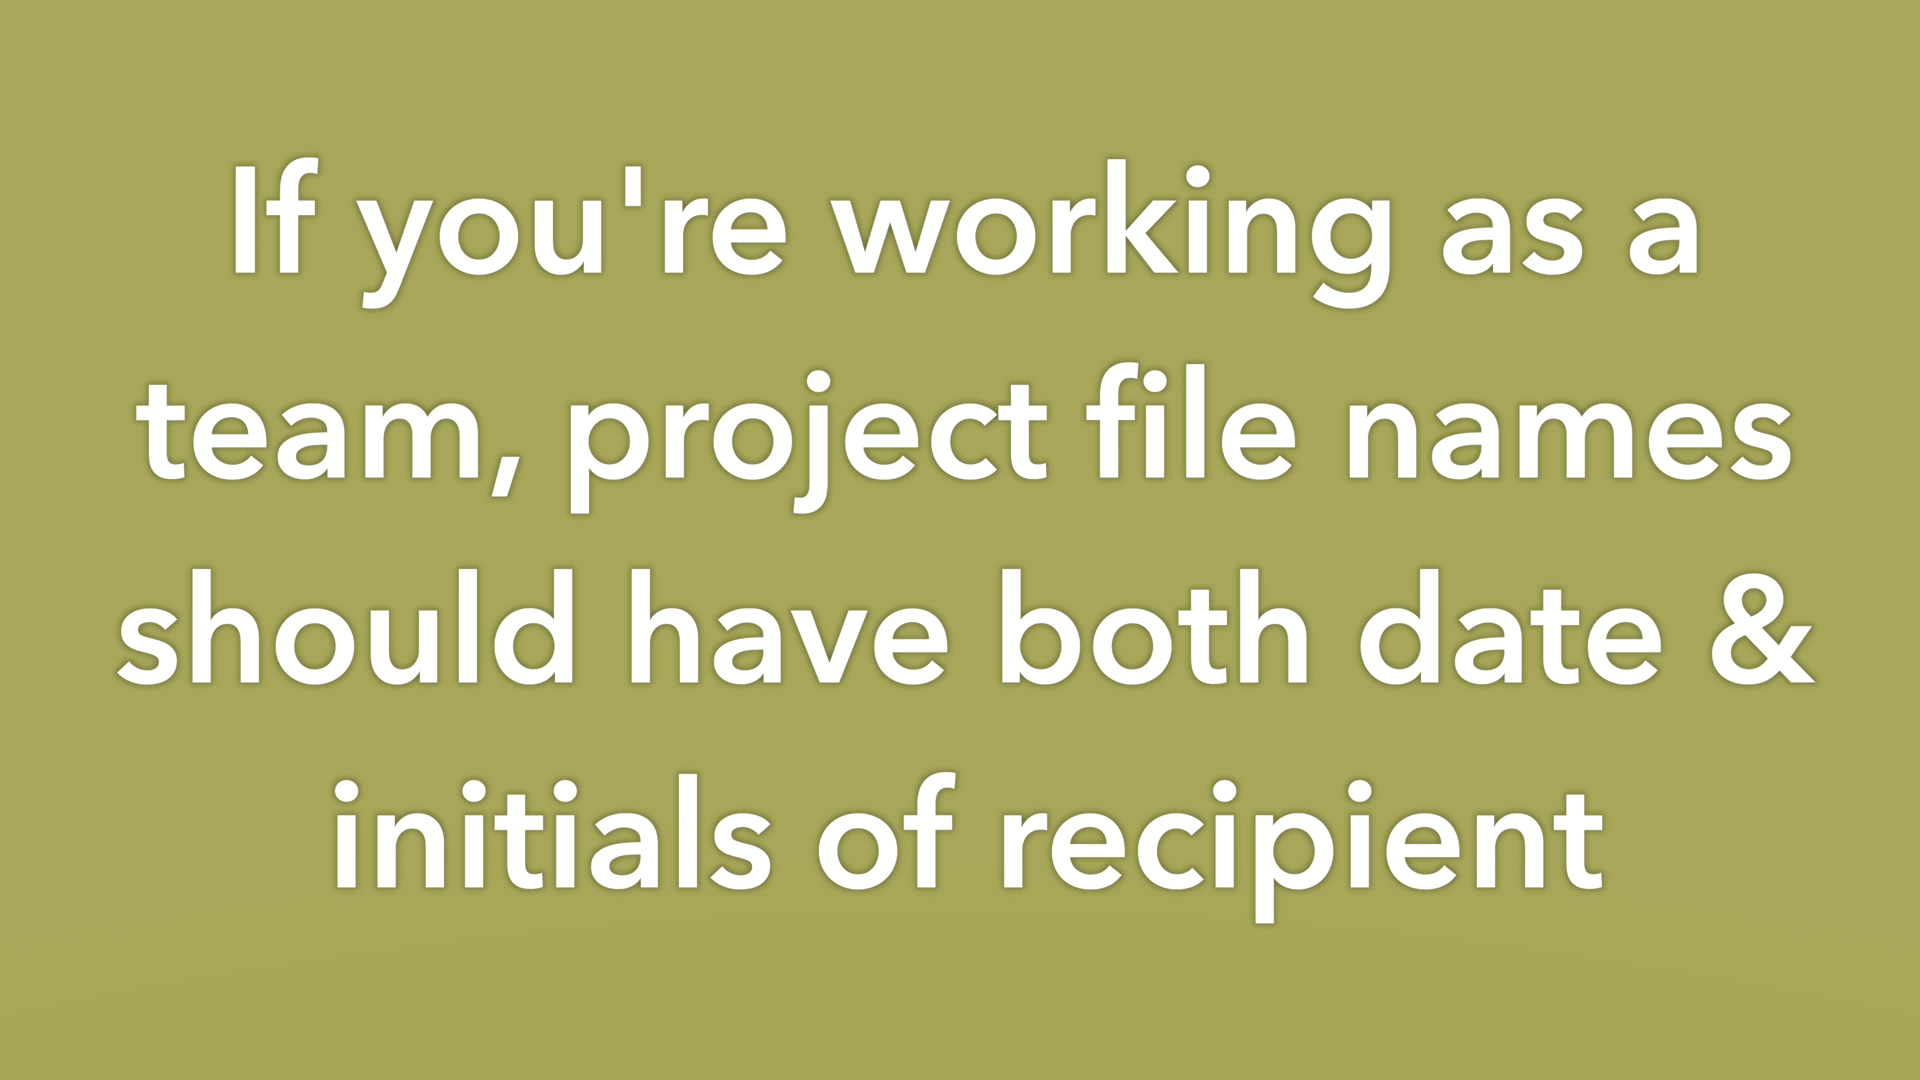 If you're working as a
team, project file names
should have both date &
initials of recipient